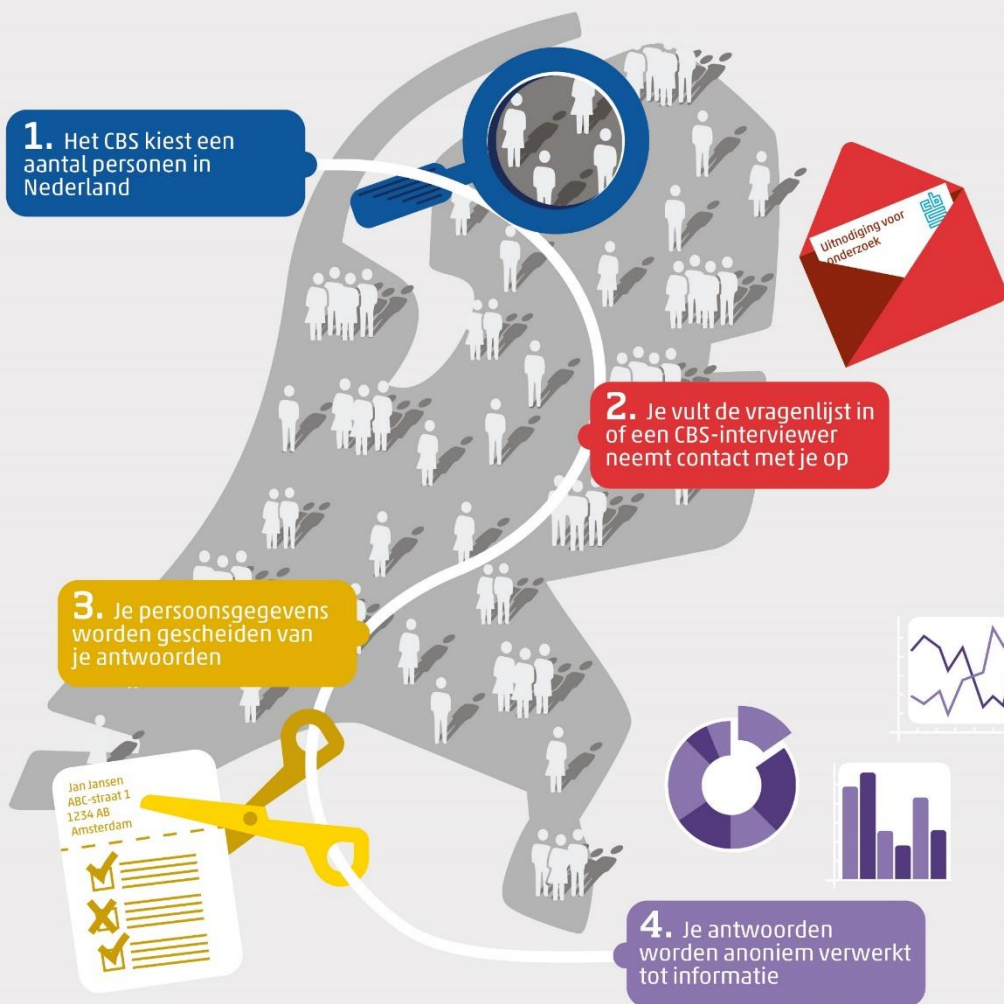 1. Het CBS kiest een
aantal personen in
Nederland
Uitnodiging voor
onderzoek
cbs
2. Je vult de vragenlijst in
of een CBS-interviewer
neemt contact met je op
3. Je persoonsgegevens
worden gescheiden van
je antwoorden
Jan Jansen
ABC-straat 1
1234 AB
Amsterdam
4. Je antwoorden
worden anoniem verwerkt
tot informatie